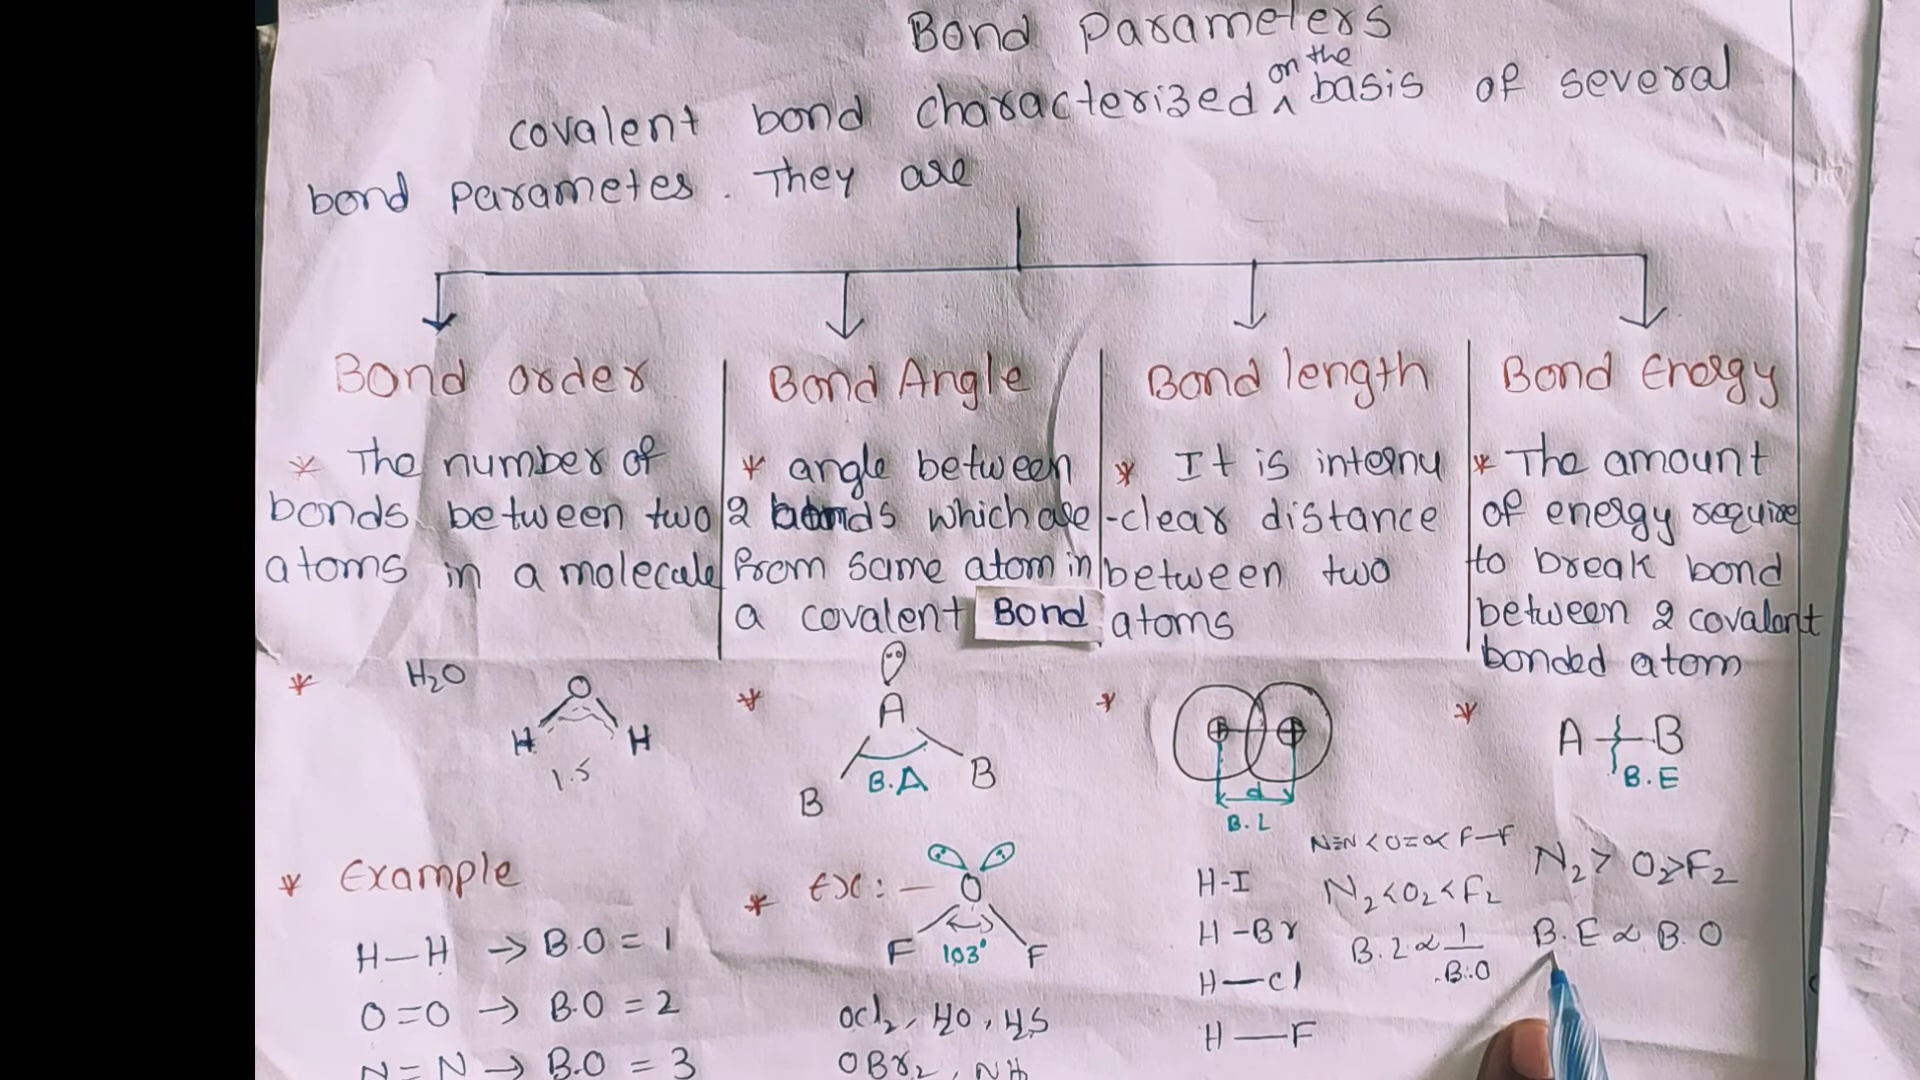 Bond Parameters
on the
covalent bond characterized ^ basis of several
bond parametes. They are
Bond order
* The number of
bonds between two
atoms in a molecule
* H₂O
O
H H
1.5
* Example
H—H → B.O = 1
O=O → B.O = 2
N≡N → B.O = 3
Bond Angle
* angle between
2 bonds which are
from same atom in
a covalent Bond
* A
B B
B.A
* Ex:— O
F 103° F
OCl₂, H₂O, H₂S
OBr₂, NH₃
Bond length
* It is internu
-clear distance
between two
atoms
* d
B.L
N≡N < O=O < F—F
H-I
N₂<O₂<F₂
H-Br
B.L ∝ 1/B.O
H—Cl
H—F
Bond Energy
* The amount
of energy require
to break bond
between 2 covalent
bonded atom
* A—B
B.E
N₂>O₂>F₂
B.E ∝ B.O